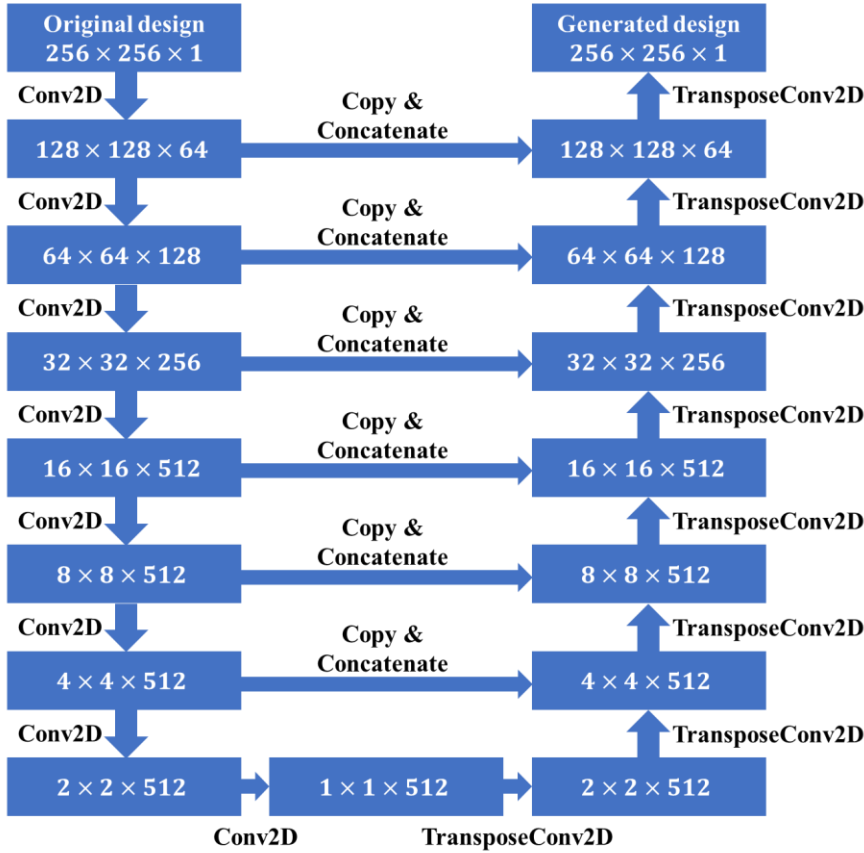 Original design
256 × 256 × 1
Generated design
256 × 256 × 1
Conv2D
Copy &
Concatenate
TransposeConv2D
128 × 128 × 64
128 × 128 × 64
Conv2D
Copy &
Concatenate
TransposeConv2D
64 × 64 × 128
64 × 64 × 128
Conv2D
Copy &
Concatenate
TransposeConv2D
32 × 32 × 256
32 × 32 × 256
Conv2D
Copy &
Concatenate
TransposeConv2D
16 × 16 × 512
16 × 16 × 512
Conv2D
Copy &
Concatenate
TransposeConv2D
8 × 8 × 512
8 × 8 × 512
Conv2D
Copy &
Concatenate
TransposeConv2D
4 × 4 × 512
4 × 4 × 512
Conv2D
TransposeConv2D
2 × 2 × 512
1 × 1 × 512
2 × 2 × 512
Conv2D
TransposeConv2D